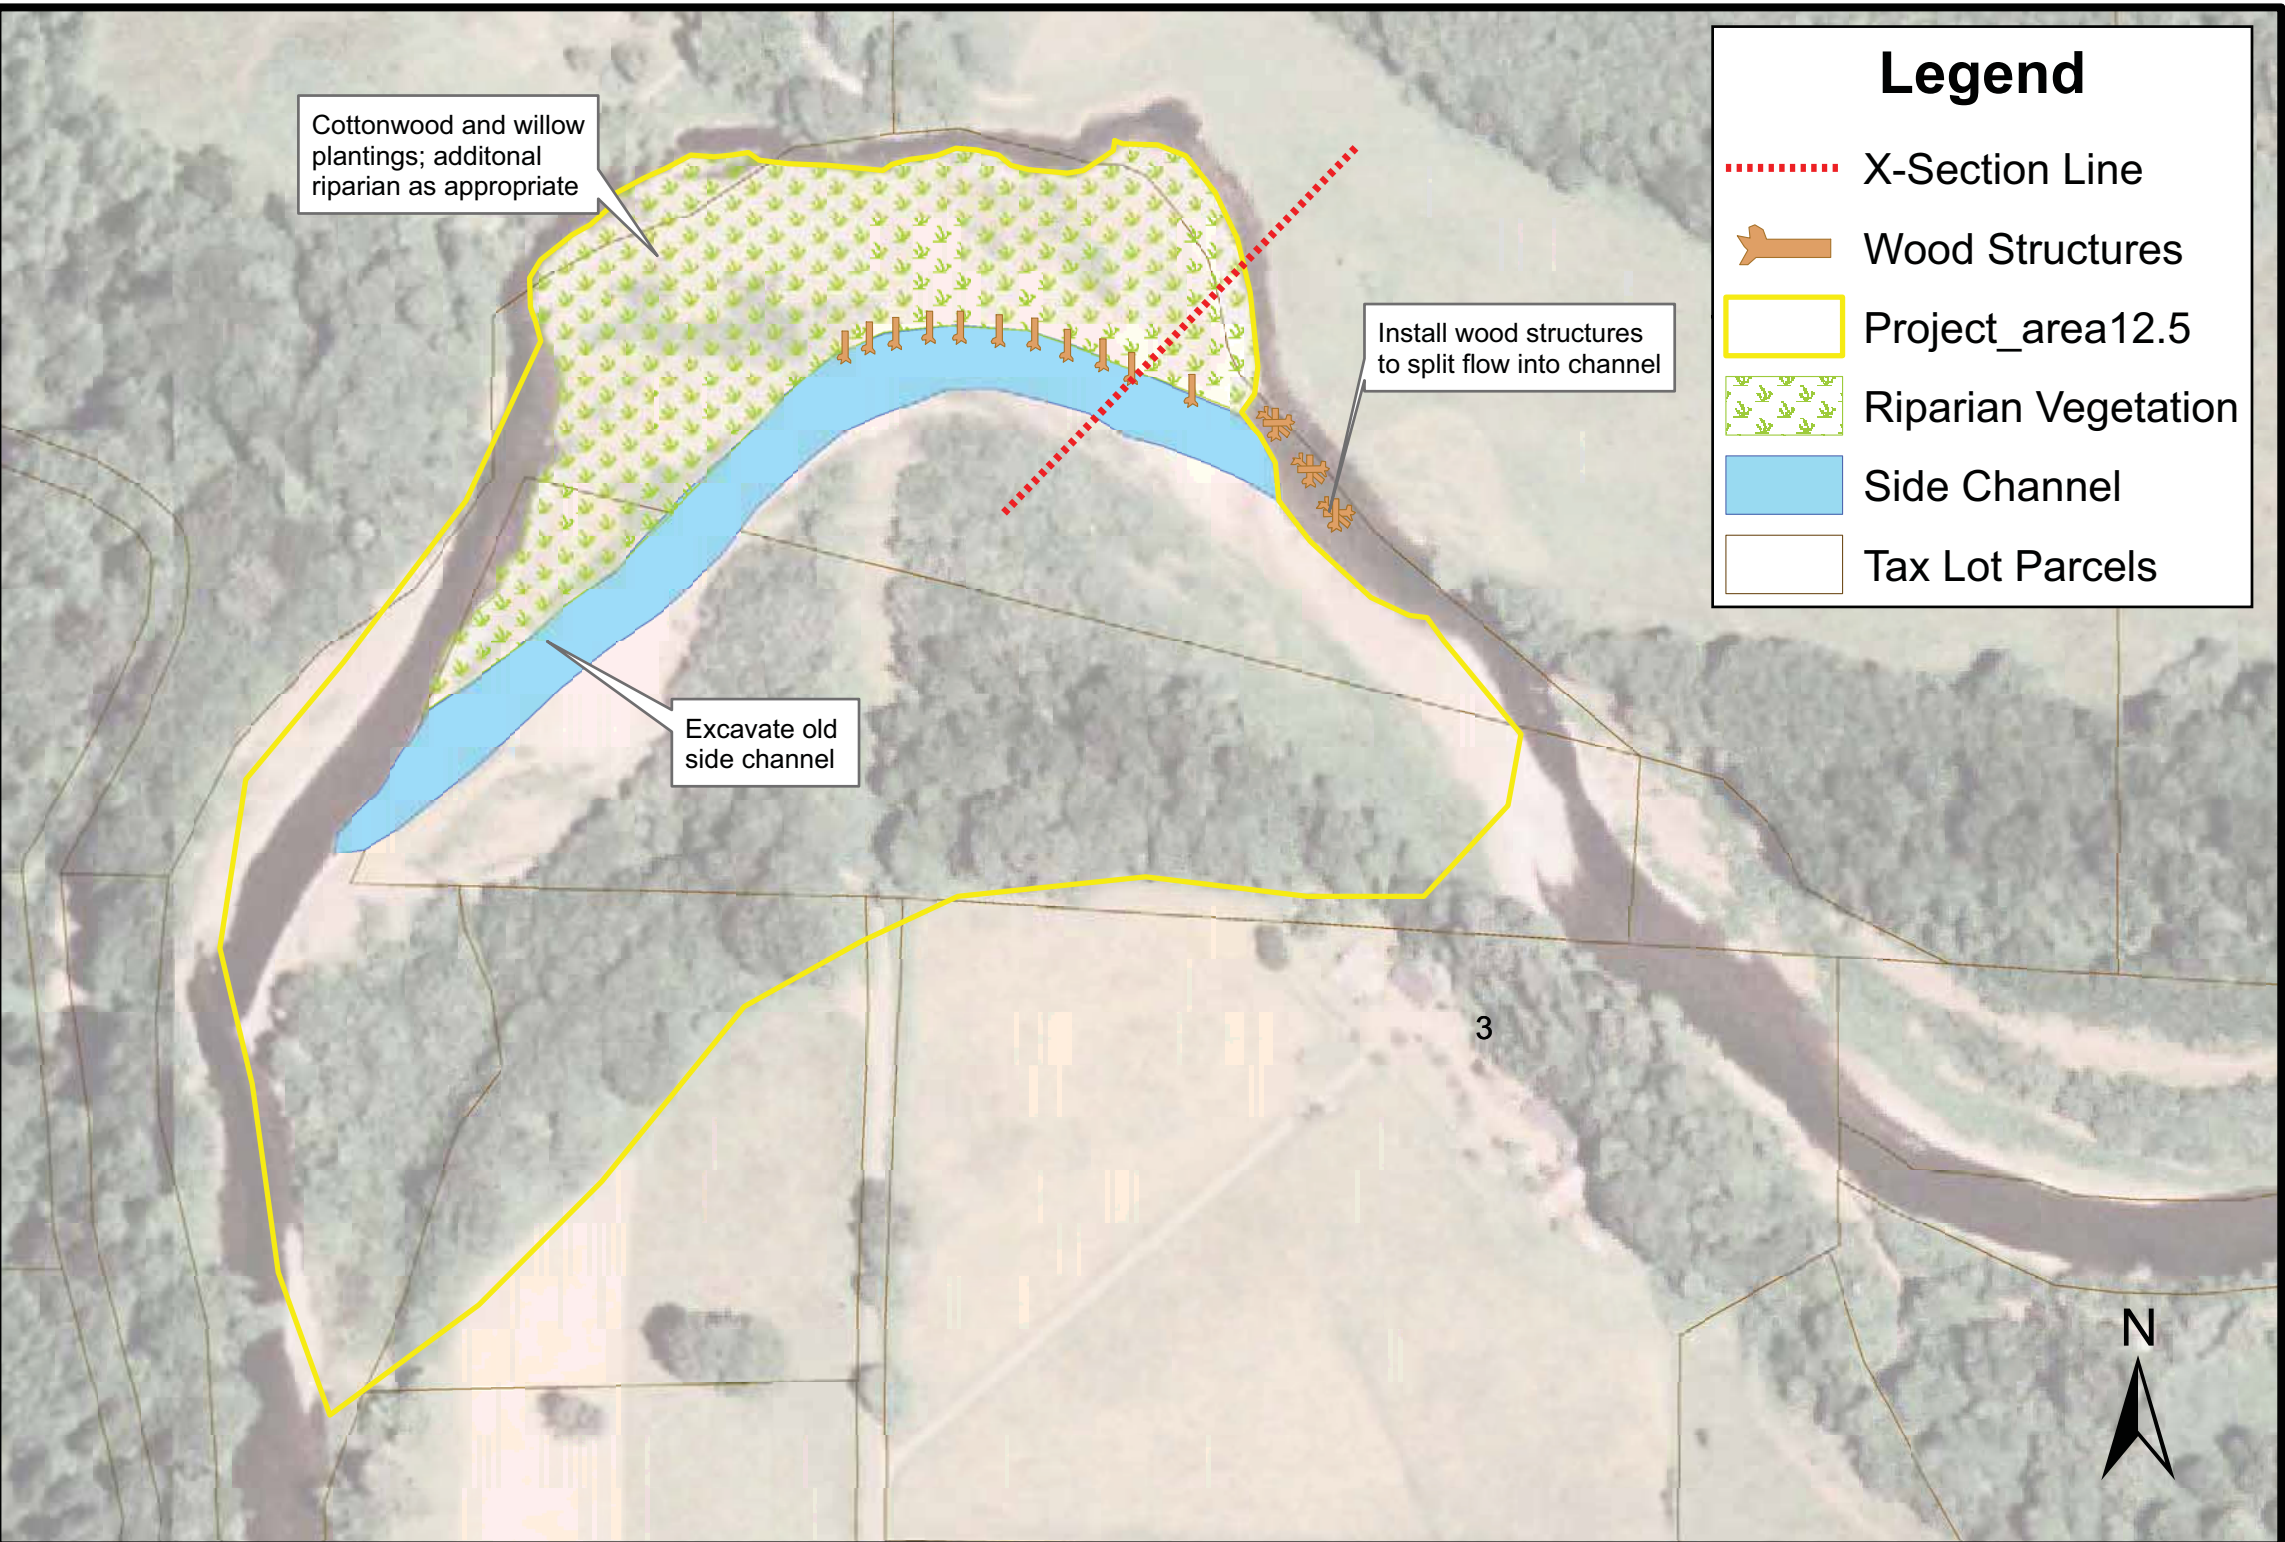 Cottonwood and willow
plantings; additonal
riparian as appropriate
Install wood structures
to split flow into channel
Excavate old
side channel
3
Legend
X-Section Line
Wood Structures
Project_area12.5
Riparian Vegetation
Side Channel
Tax Lot Parcels
N